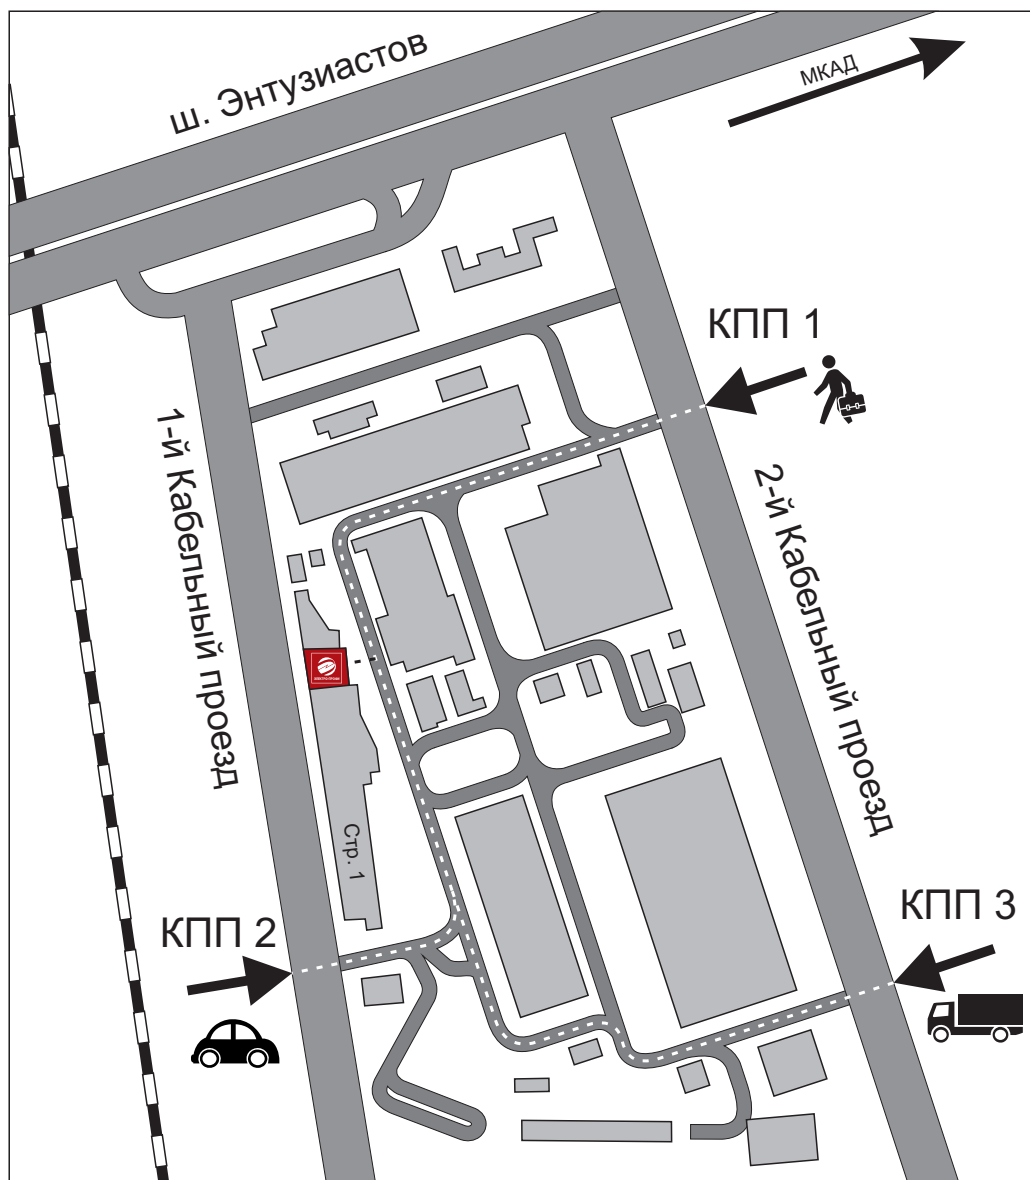 ш. Энтузиастов
МКАД
КПП 1
1-й Кабельный проезд
2-й Кабельный проезд
Стр. 1
КПП 2
КПП 3